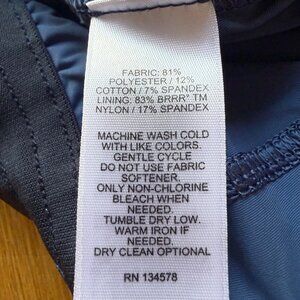 FABRIC: 81%
POLYESTER / 12%
COTTON / 7% SPANDEX
LINING: 83% BRRR° TM
NYLON / 17% SPANDEX
MACHINE WASH COLD
WITH LIKE COLORS.
GENTLE CYCLE
DO NOT USE FABRIC
SOFTENER.
ONLY NON-CHLORINE
BLEACH WHEN
NEEDED.
TUMBLE DRY LOW.
WARM IRON IF
NEEDED.
DRY CLEAN OPTIONAL
RN 134578